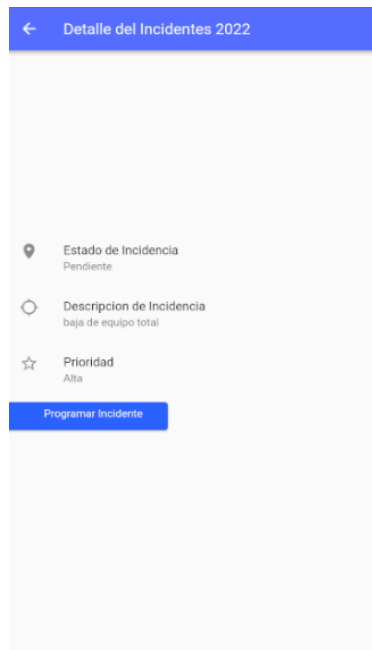 Detalle del Incidentes 2022
Estado de Incidencia
Pendiente
Descripcion de Incidencia
baja de equipo total
Prioridad
Alta
Programar Incidente